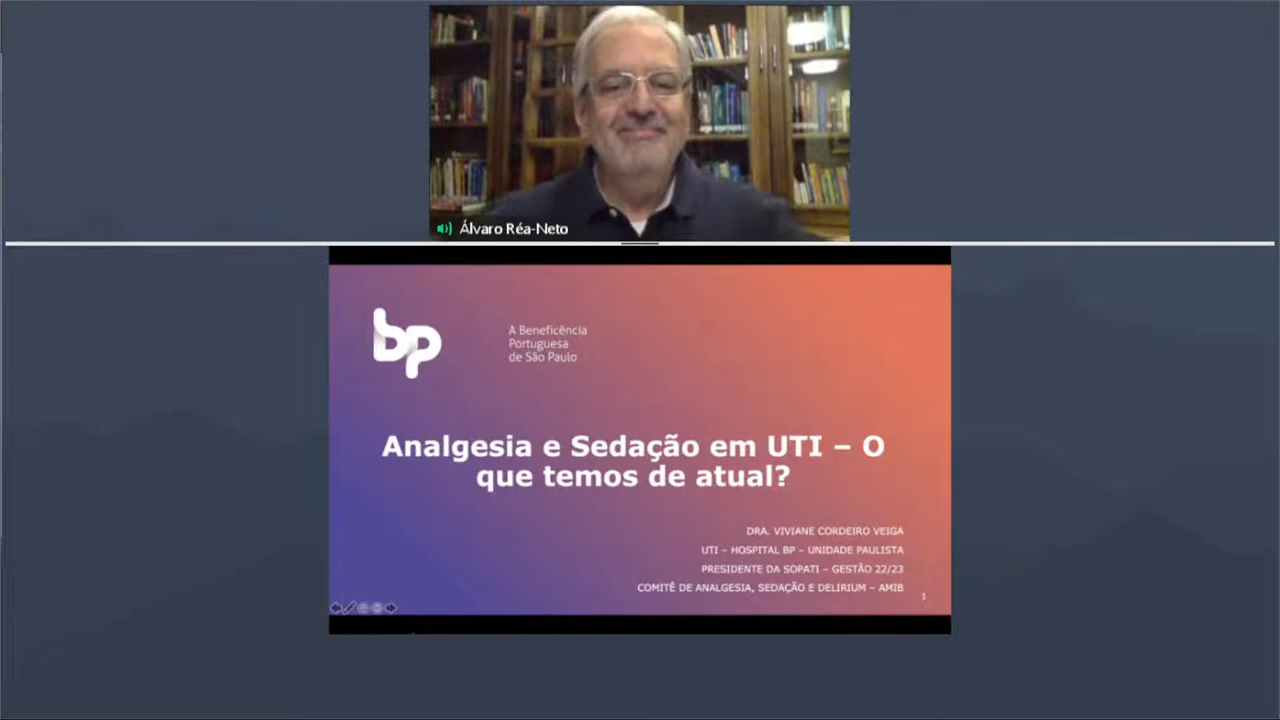 Álvaro Réa-Neto
bp
A Beneficência
Portuguesa
de São Paulo
Analgesia e Sedação em UTI – O
que temos de atual?
DRA. VIVIANE CORDEIRO VEIGA
UTI – HOSPITAL BP – UNIDADE PAULISTA
PRESIDENTE DA SOPATI – GESTÃO 22/23
COMITÊ DE ANALGESIA, SEDAÇÃO E DELIRIUM – AMIB
1